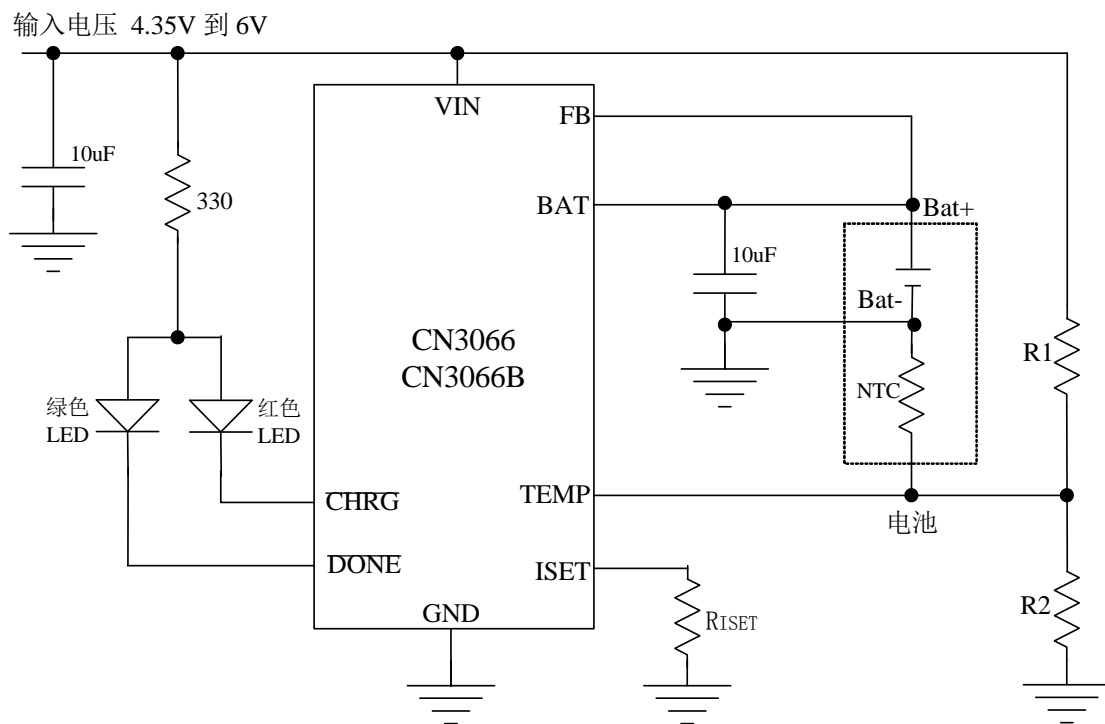 输入电压 4.35V 到 6V
VIN
FB
10uF
330
BAT
Bat+
10uF
Bat-
CN3066
CN3066B
R1
NTC
绿色
LED
红色
LED
CHRG
TEMP
电池
DONE
ISET
R2
GND
RISET